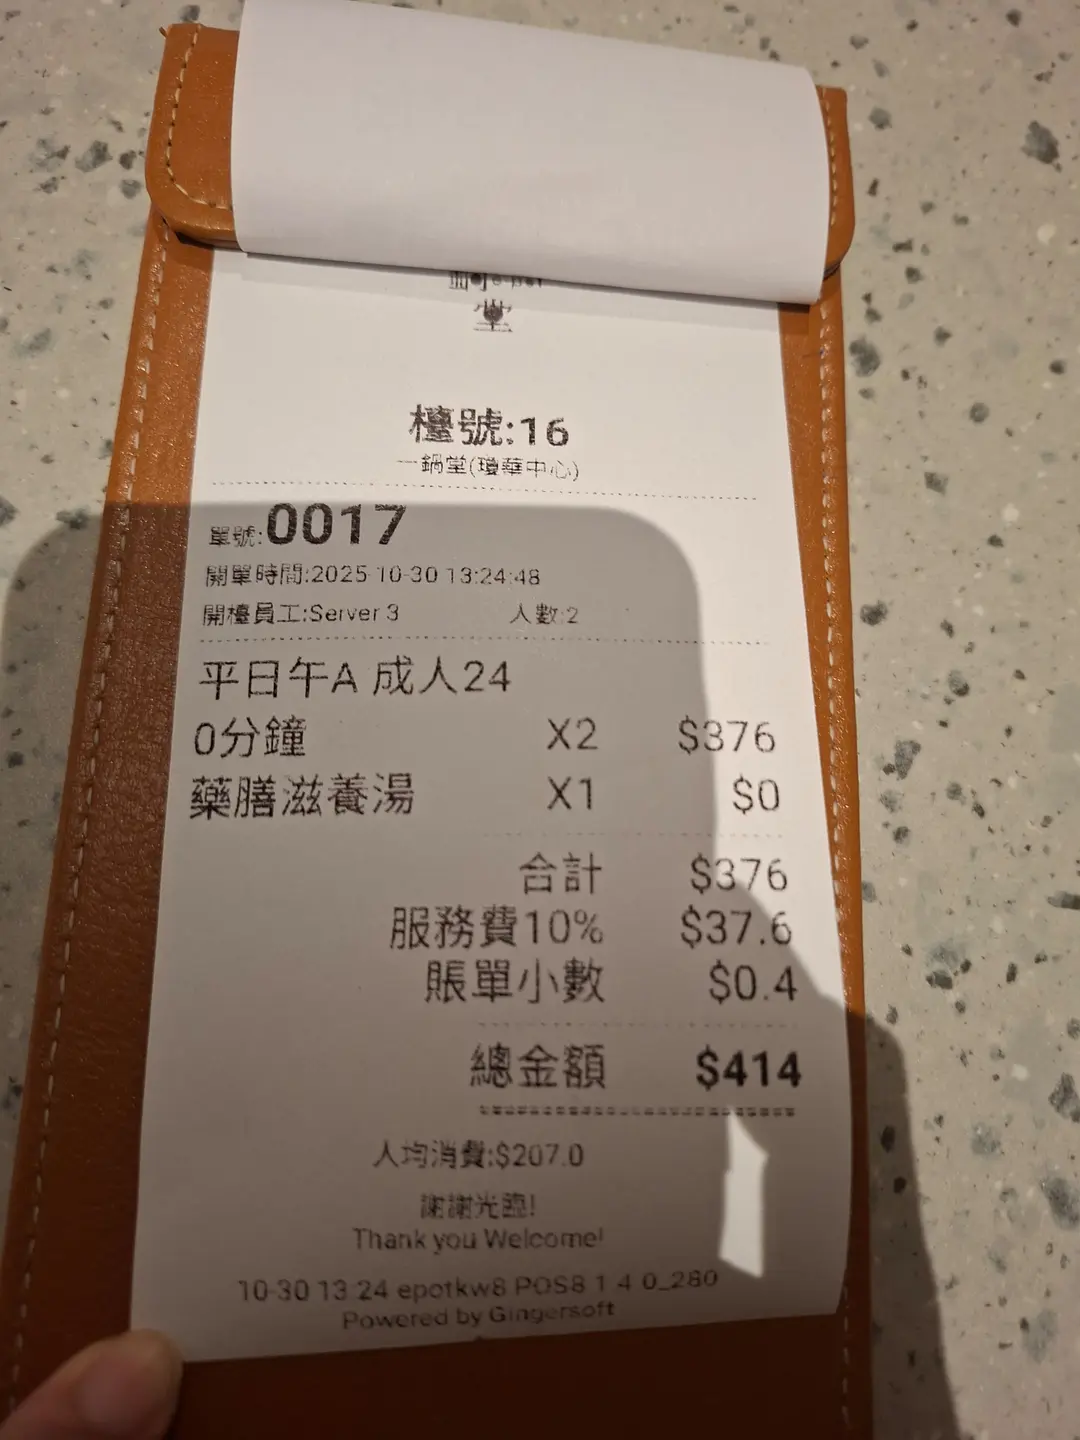 堂
檯號:16
一鍋堂(瓊華中心)
單號:0017
開單時間:2025-10-30 13:24:48
開檯員工:Server 3 人數:2
平日午A 成人24
0分鐘 X2 $376
藥膳滋養湯 X1 $0
合計 $376
服務費10% $37.6
賬單小數 $0.4
總金額 $414
人均消費:$207.0
謝謝光臨!
Thank you Welcome!
10-30 13:24 epotkw8 POS8 1.4.0_280
Powered by Gingersoft